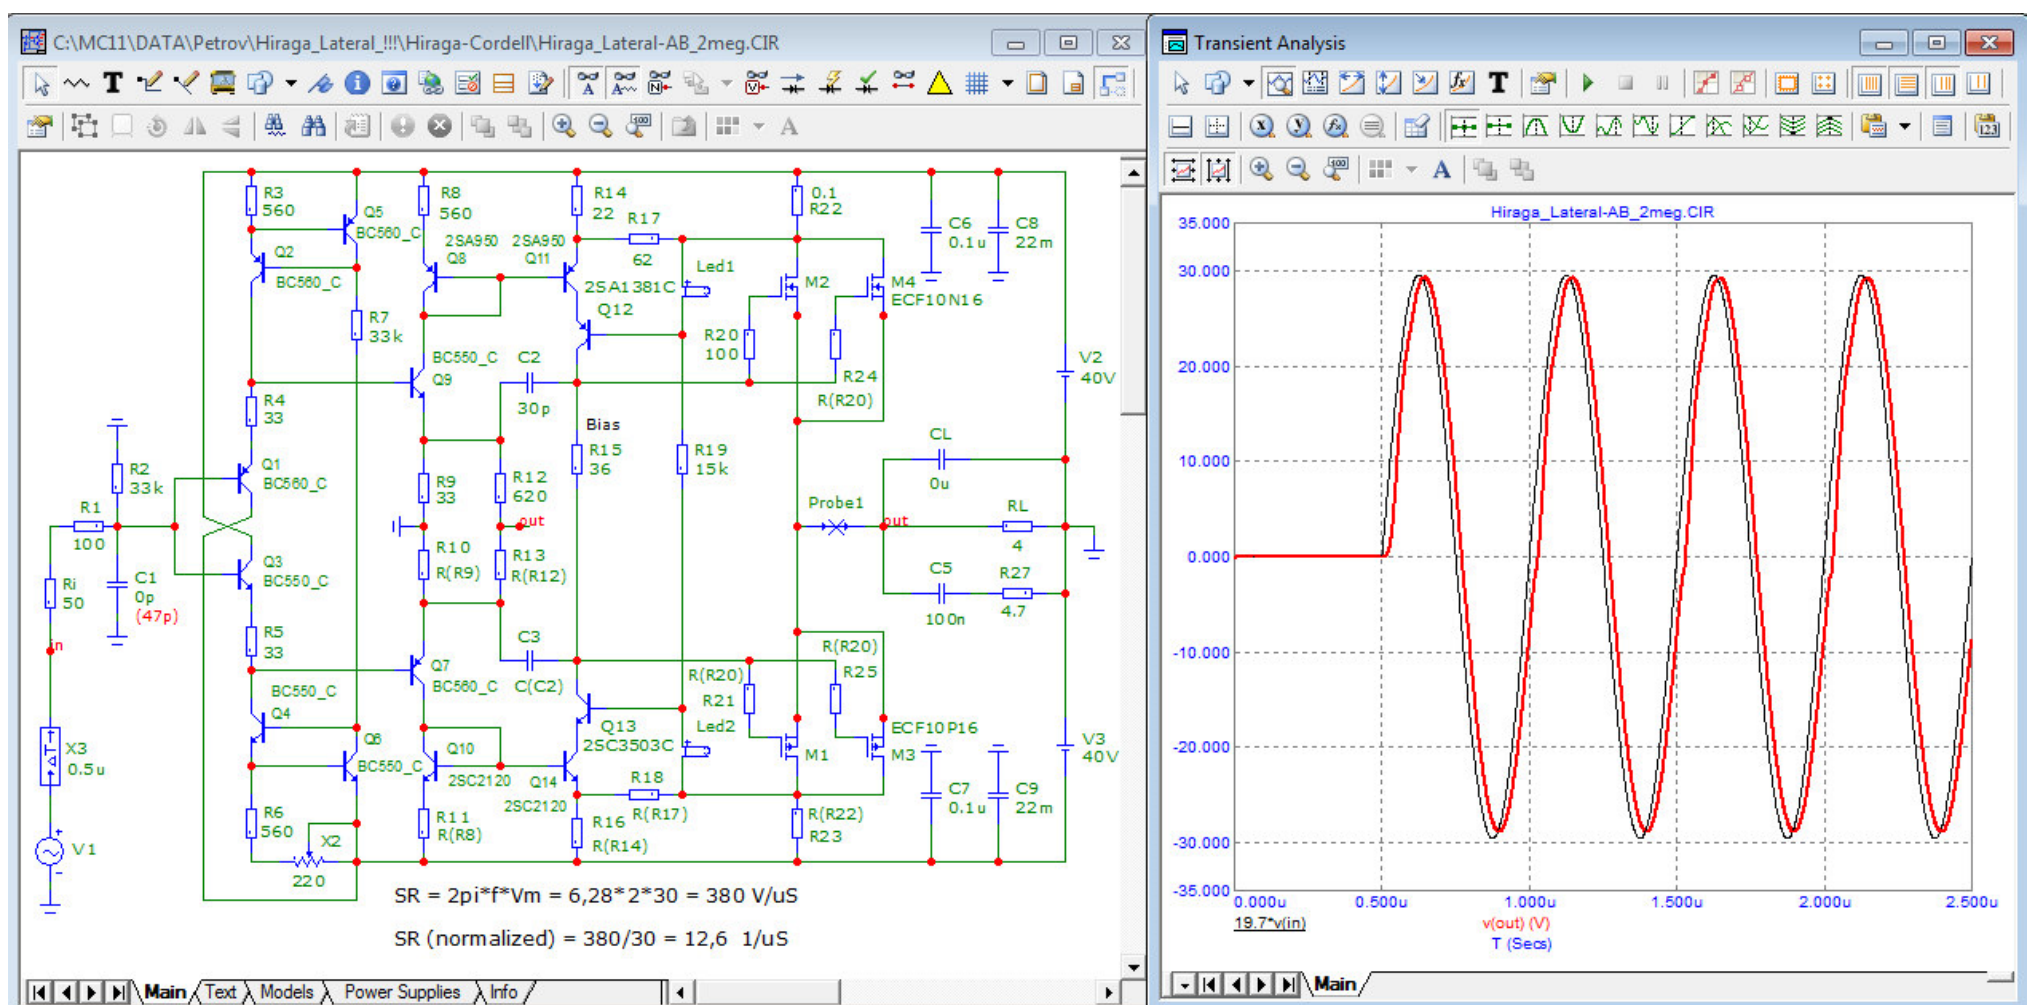 C:\MC11\DATA\Petrov\Hiraga_Lateral_!!!\Hiraga-Cordell\Hiraga_Lateral-AB_2meg.CIR
R3
560
Q5
BC560_C
Q2
BC560_C
R7
33k
R8
560
2SA950
Q8
2SA950
Q11
R14
22
R17
62
Led1
2SA1381C
Q12
0.1
R22
M2
M4
ECF10N16
R20
100
R24
R(R20)
C6
0.1u
C8
22m
V2
40V
BC550_C
Q9
C2
30p
R4
33
Bias
R15
36
R19
15k
R2
33k
Q1
BC560_C
R9
33
R12
620
CL
0u
R1
100
Probe1
out
out
RL
4
Ri
50
C1
0p
(47p)
Q3
BC550_C
R10
R(R9)
R13
R(R12)
C5
100n
R27
4.7
in
R5
33
Q7
BC560_C
C3
C(C2)
R(R20)
R21
R(R20)
R25
BC550_C
Q4
Q6
BC550_C
Q10
2SC2120
Q13
2SC3503C
Q14
2SC2120
Led2
M1
ECF10P16
M3
X3
0.5u
R18
R(R17)
C7
0.1u
C9
22m
V3
40V
R6
560
X2
220
R11
R(R8)
R16
R(R14)
R(R22)
R23
V1
SR = 2pi*f*Vm = 6,28*2*30 = 380 V/uS
SR (normalized) = 380/30 = 12,6 1/uS
Main
Text
Models
Power Supplies
Info
Transient Analysis
Hiraga_Lateral-AB_2meg.CIR
35.000
30.000
20.000
10.000
0.000
-10.000
-20.000
-30.000
-35.000
0.000u
0.500u
1.000u
1.500u
2.000u
2.500u
19.7*v(in)
v(out) (V)
T (Secs)
Main